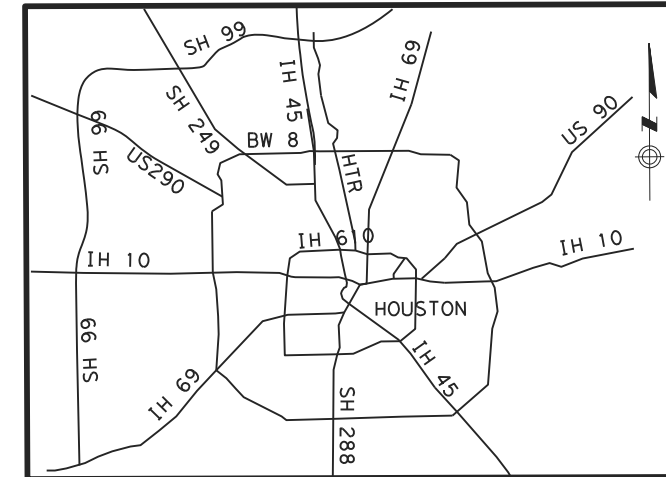 SH 99
IH 45
IH 69
SH 249
BW 8
US 90
SH 99
US290
HTR
IH 610
IH 10
IH 10
HOUSTON
SH 99
IH 69
IH 45
SH 288
N